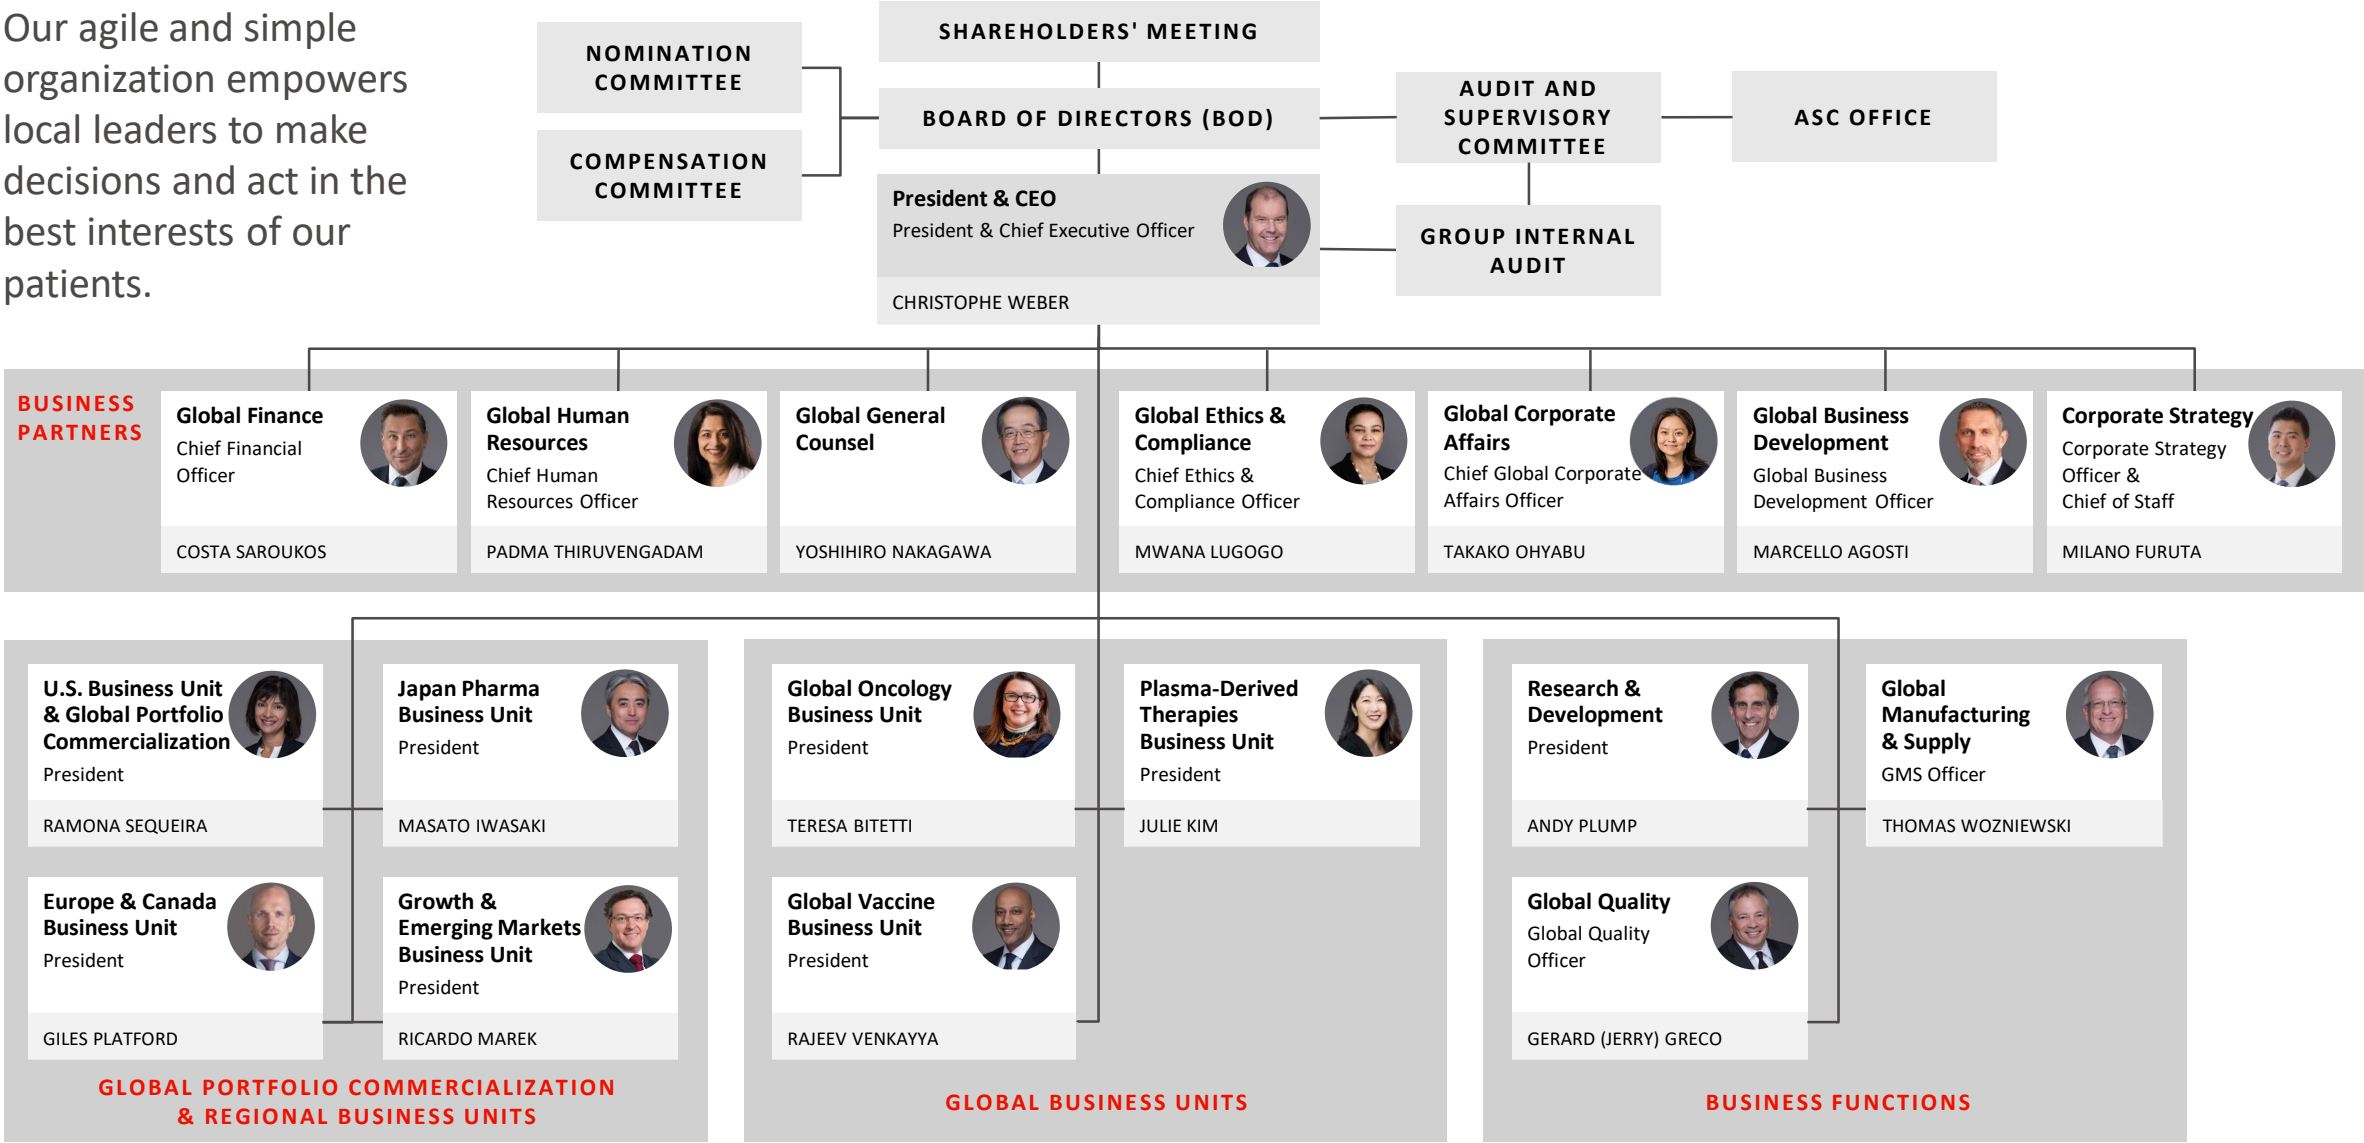 Our agile and simple
organization empowers
local leaders to make
decisions and act in the
best interests of our
patients.
NOMINATION
COMMITTEE
COMPENSATION
COMMITTEE
SHAREHOLDERS' MEETING
BOARD OF DIRECTORS (BOD)
AUDIT AND
SUPERVISORY
COMMITTEE
ASC OFFICE
GROUP INTERNAL
AUDIT
President & CEO
President & Chief Executive Officer
CHRISTOPHE WEBER
BUSINESS
PARTNERS
Global Finance
Chief Financial
Officer
COSTA SAROUKOS
Global Human
Resources
Chief Human
Resources Officer
PADMA THIRUVENGADAM
Global General
Counsel
YOSHIHIRO NAKAGAWA
Global Ethics &
Compliance
Chief Ethics &
Compliance Officer
MWANA LUGOGO
Global Corporate
Affairs
Chief Global Corporate
Affairs Officer
TAKAKO OHYABU
Global Business
Development
Global Business
Development Officer
MARCELLO AGOSTI
Corporate Strategy
Corporate Strategy
Officer &
Chief of Staff
MILANO FURUTA
U.S. Business Unit
& Global Portfolio
Commercialization
President
RAMONA SEQUEIRA
Japan Pharma
Business Unit
President
MASATO IWASAKI
Europe & Canada
Business Unit
President
GILES PLATFORD
Growth &
Emerging Markets
Business Unit
President
RICARDO MAREK
GLOBAL PORTFOLIO COMMERCIALIZATION
& REGIONAL BUSINESS UNITS
Global Oncology
Business Unit
President
TERESA BITETTI
Plasma-Derived
Therapies
Business Unit
President
JULIE KIM
Global Vaccine
Business Unit
President
RAJEEV VENKAYYA
GLOBAL BUSINESS UNITS
Research &
Development
President
ANDY PLUMP
Global
Manufacturing
& Supply
GMS Officer
THOMAS WOZNIEWSKI
Global Quality
Global Quality
Officer
GERARD (JERRY) GRECO
BUSINESS FUNCTIONS